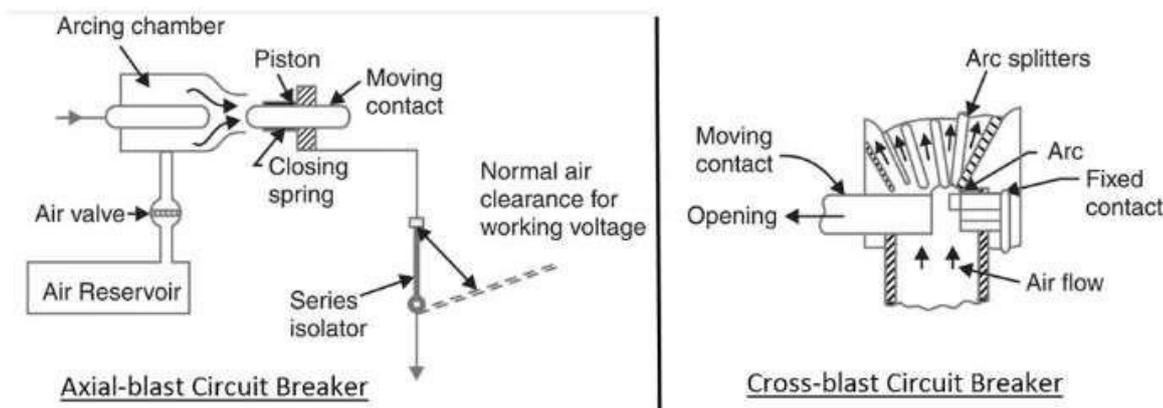 Arcing chamber
Piston
Moving
contact
Closing
spring
Air valve
Air Reservoir
Normal air
clearance for
working voltage
Series
isolator
Axial-blast Circuit Breaker
Arc splitters
Moving
contact
Arc
Fixed
contact
Opening
Air flow
Cross-blast Circuit Breaker